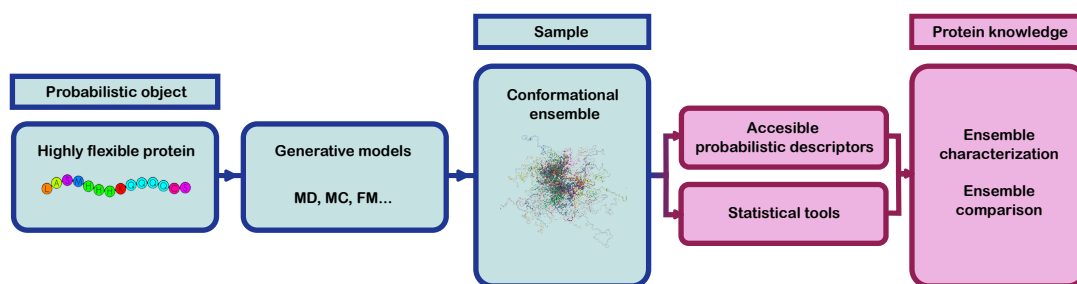 Probabilistic object
Highly flexible protein
Generative models
MD, MC, FM...
Sample
Conformational
ensemble
Accesible
probabilistic descriptors
Statistical tools
Protein knowledge
Ensemble
characterization
Ensemble
comparison